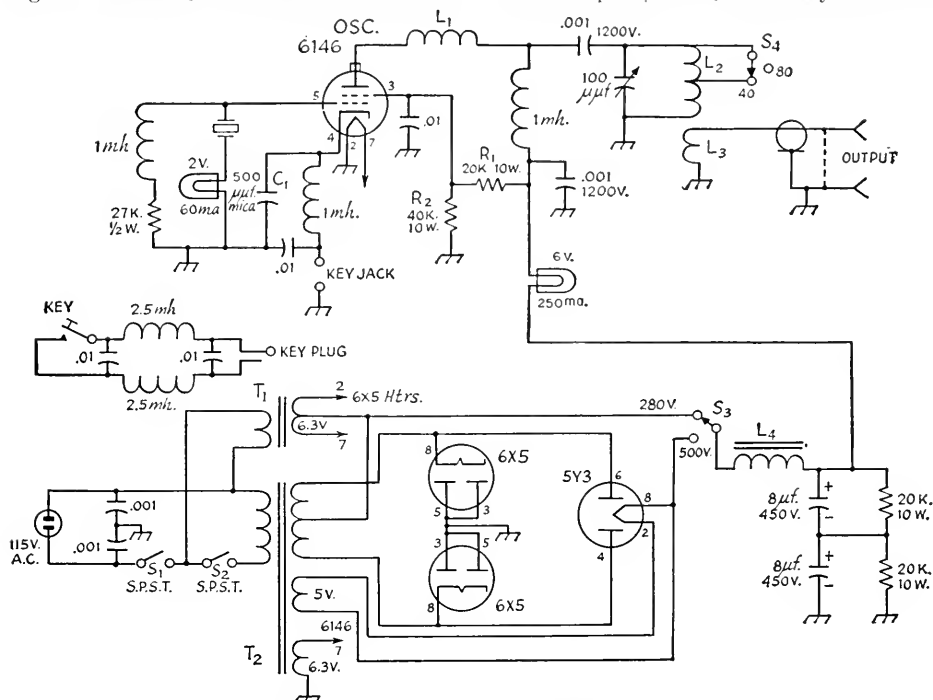 OSC.
6146
L1
.001
1200V.
S4
80
40
L2
100
µµf
5
3
4
2
7
.01
1mh
1mh.
L3
OUTPUT
2V.
60ma
500
µµf
mica
C1
1mh.
R1
20K 10W.
.001
1200V.
27K.
½W.
R2
40K.
10W.
.01
KEY JACK
6V.
250ma.
KEY
2.5mh
.01
.01
KEY PLUG
2.5mh.
T1
2
6X5 Htrs.
6.3V
7
280V.
S3
500V.
L4
8
6X5
5
3
5Y3
6
8
2
4
3
5
8
6X5
.001
.001
115V.
A.C.
S1
S.P.S.T.
S2
S.P.S.T.
5V.
6146
7
6.3V.
T2
+
8µf.
450V.
-
20K.
10W.
+
8µf.
450V.
-
20K.
10W.